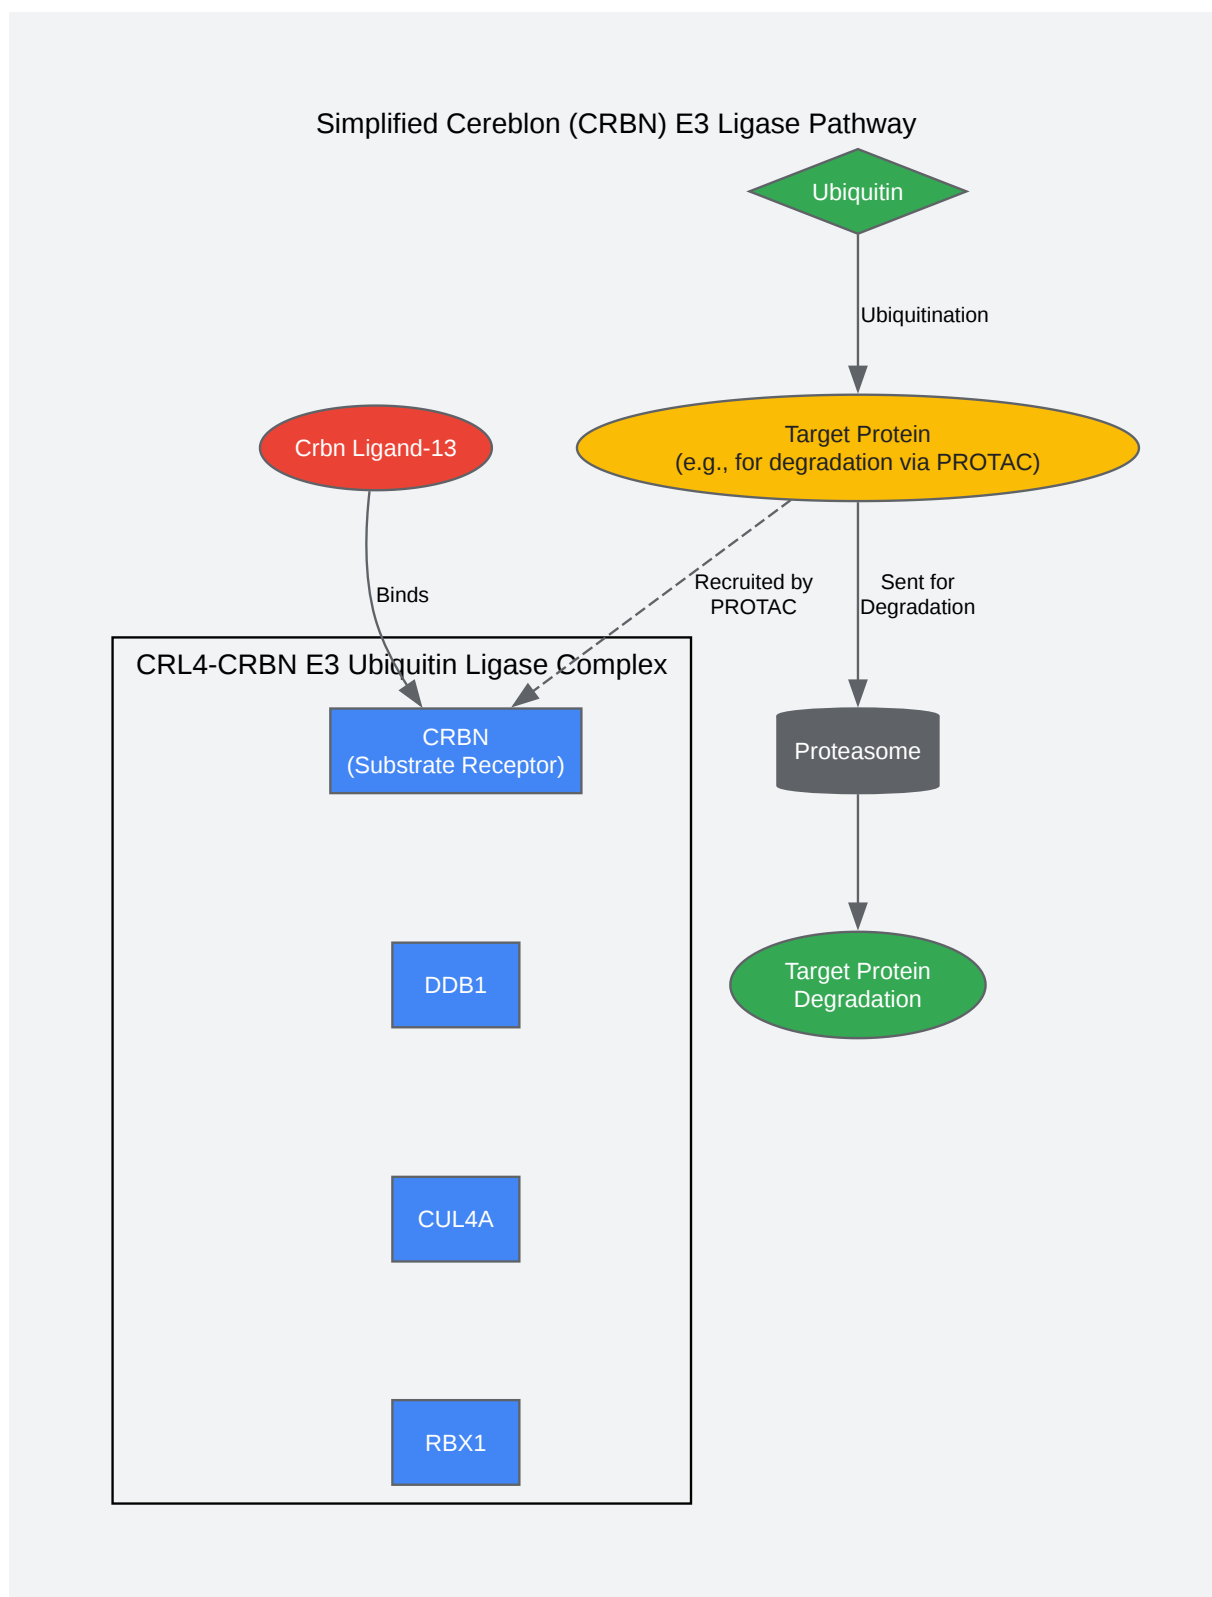 Simplified Cereblon (CRBN) E3 Ligase Pathway
Ubiquitin
Ubiquitination
Crbn Ligand-13
Target Protein
(e.g., for degradation via PROTAC)
Binds
Recruited by
PROTAC
Sent for
Degradation
CRL4-CRBN E3 Ubiquitin Ligase Complex
CRBN
(Substrate Receptor)
Proteasome
DDB1
Target Protein
Degradation
CUL4A
RBX1